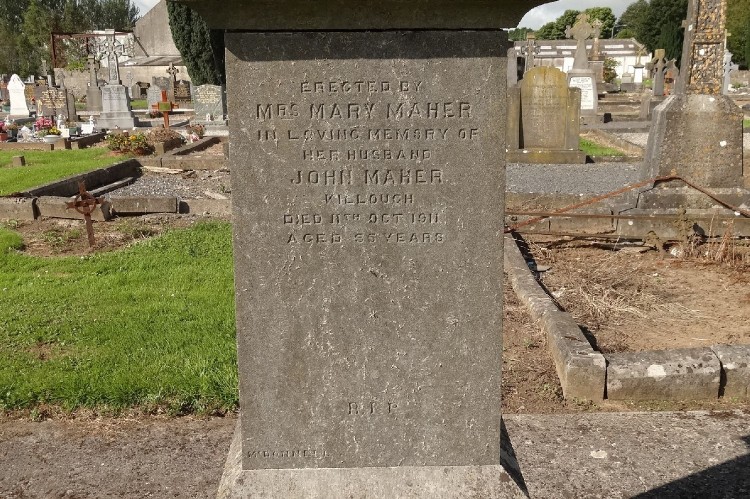 ERECTED BY
MRS MARY MAHER
IN LOVING MEMORY OF
HER HUSBAND
JOHN MAHER
KILLOUGH
DIED 11TH OCT 1911
AGED YEARS
R.I.P.
McDONNELL